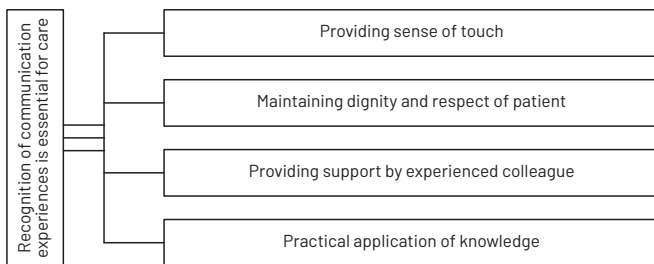 Recognition of communication
experiences is essential for care
Providing sense of touch
Maintaining dignity and respect of patient
Providing support by experienced colleague
Practical application of knowledge